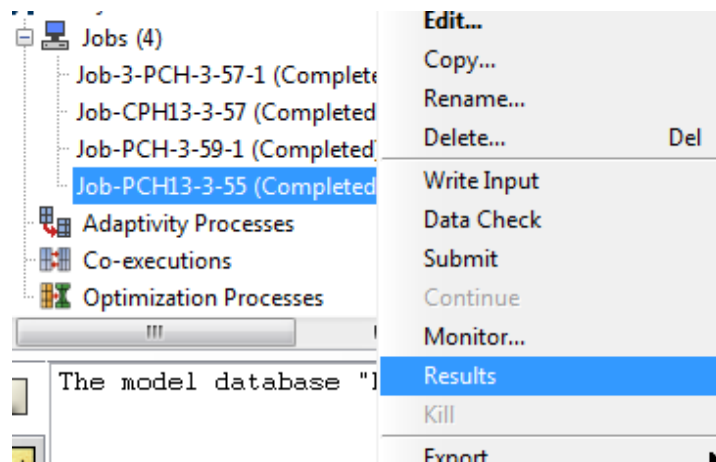 Jobs (4)
Job-3-PCH-3-57-1 (Complete
Job-CPH13-3-57 (Completed
Job-PCH-3-59-1 (Completed)
Job-PCH13-3-55 (Completed
Adaptivity Processes
Co-executions
Optimization Processes
The model database "
Edit...
Copy...
Rename...
Delete... Del
Write Input
Data Check
Submit
Continue
Monitor...
Results
Kill
Export